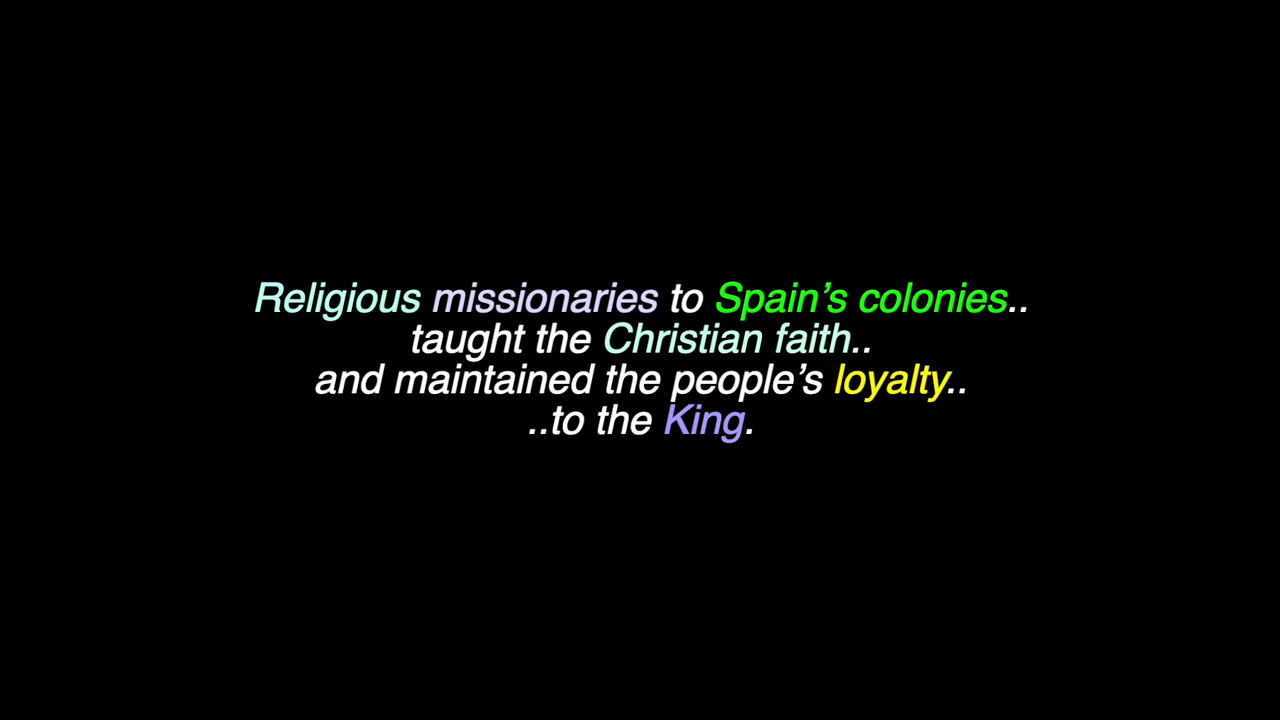 Religious missionaries to Spain’s colonies..
taught the Christian faith..
and maintained the people’s loyalty..
..to the King.